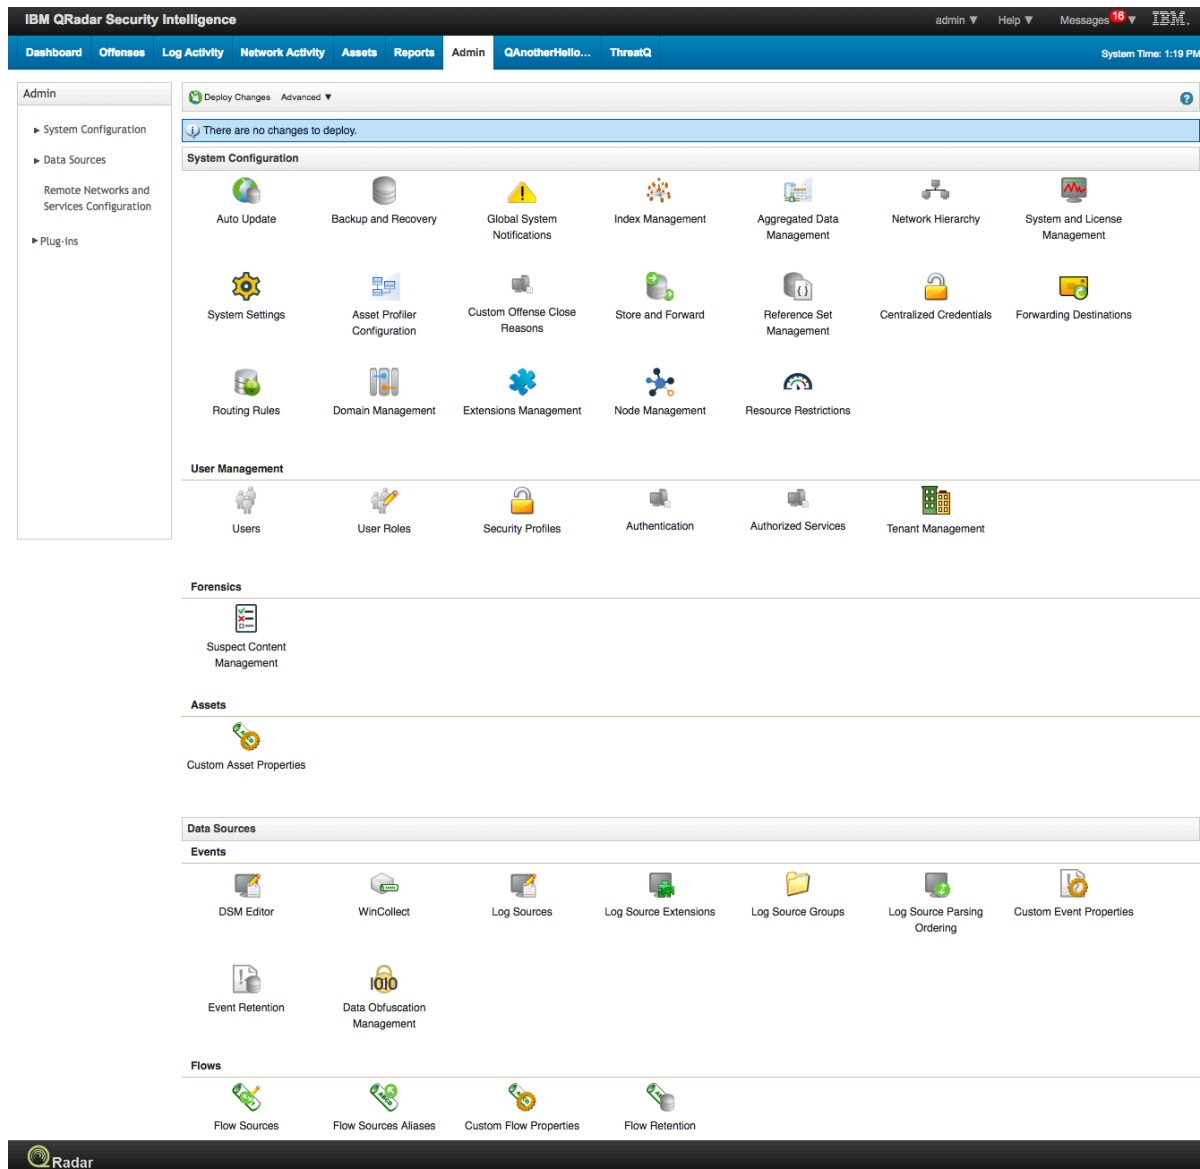 IBM QRadar Security Intelligence
admin ▼ Help ▼ Messages 16 ▼ IBM.
Dashboard Offenses Log Activity Network Activity Assets Reports Admin QAnotherHello... ThreatQ System Time: 1:19 PM
Admin
▶ System Configuration
▶ Data Sources
Remote Networks and
Services Configuration
▶ Plug-ins
Deploy Changes Advanced ▼
There are no changes to deploy.
System Configuration
Auto Update
Backup and Recovery
Global System
Notifications
Index Management
Aggregated Data
Management
Network Hierarchy
System and License
Management
System Settings
Asset Profiler
Configuration
Custom Offense Close
Reasons
Store and Forward
Reference Set
Management
Centralized Credentials
Forwarding Destinations
Routing Rules
Domain Management
Extensions Management
Node Management
Resource Restrictions
User Management
Users
User Roles
Security Profiles
Authentication
Authorized Services
Tenant Management
Forensics
Suspect Content
Management
Assets
Custom Asset Properties
Data Sources
Events
DSM Editor
WinCollect
Log Sources
Log Source Extensions
Log Source Groups
Log Source Parsing
Ordering
Custom Event Properties
Event Retention
1010
Data Obfuscation
Management
Flows
Flow Sources
Flow Sources Aliases
Custom Flow Properties
Flow Retention
QRadar